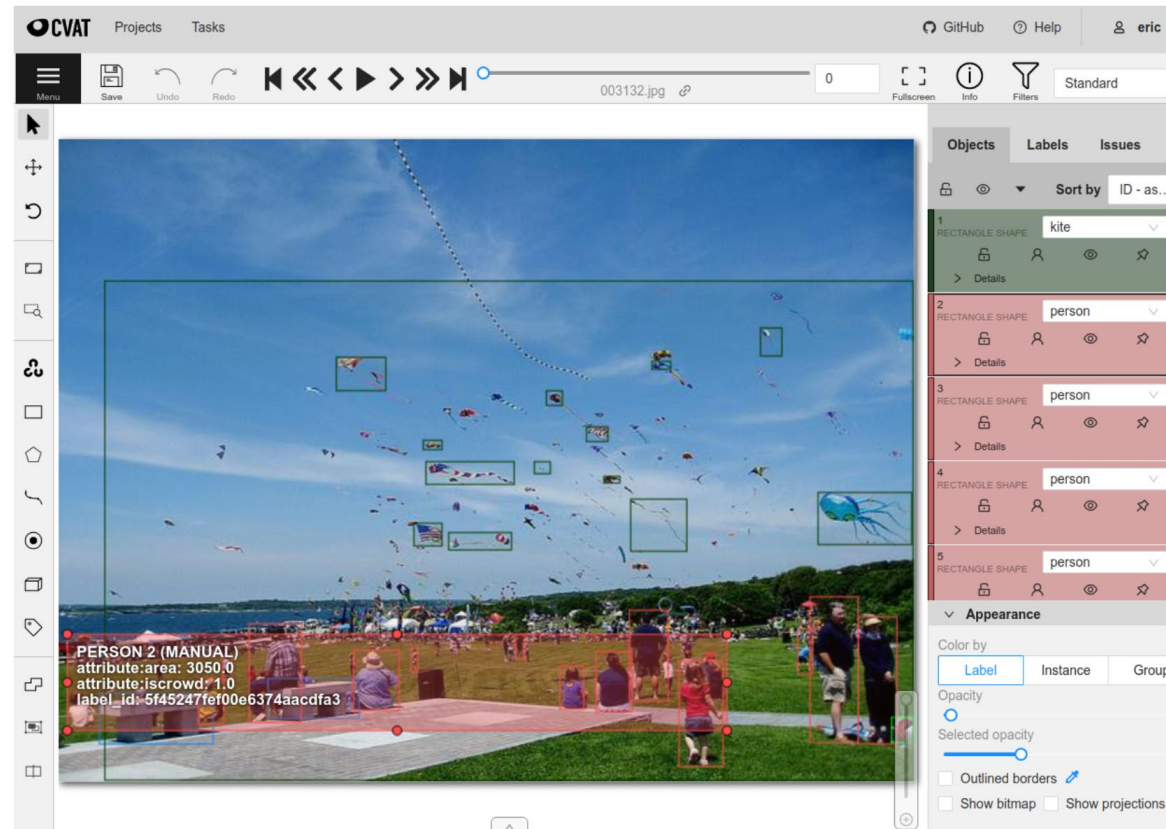 CVAT Projects Tasks GitHub Help eric
Menu Save Undo Redo 003132.jpg 0 Fullscreen Info Filters Standard
Objects Labels Issues
Sort by ID - as...
1
RECTANGLE SHAPE kite
Details
2
RECTANGLE SHAPE person
Details
3
RECTANGLE SHAPE person
Details
4
RECTANGLE SHAPE person
Details
5
RECTANGLE SHAPE person
PERSON 2 (MANUAL)
attribute:area: 3050.0
attribute:iscrowd: 1.0
label_id: 5f45247fef00e6374aacdfa3
Appearance
Color by
Label Instance Group
Opacity
Selected opacity
Outlined borders
Show bitmap Show projections